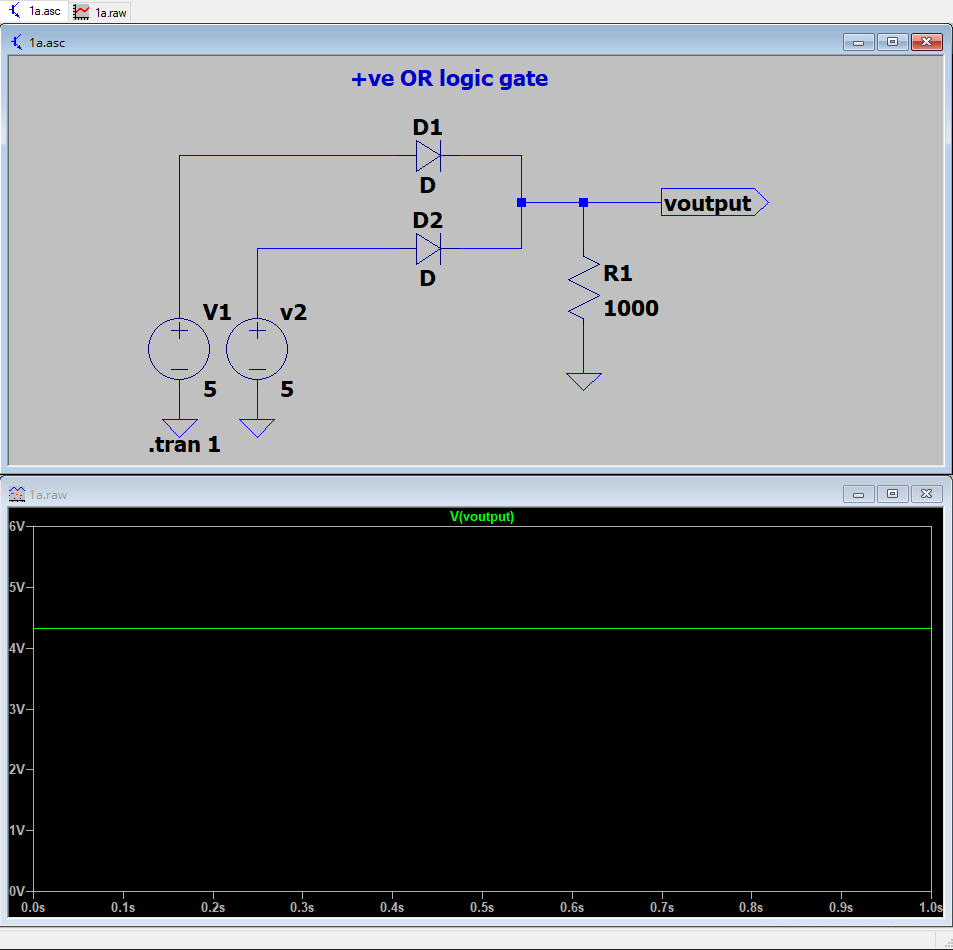 1a.asc 1a.raw
1a.asc
+ve OR logic gate
D1
D
voutput
D2
D
R1
1000
V1 v2
5 5
.tran 1
1a.raw
V(voutput)
6V
5V
4V
3V
2V
1V
0V
0.0s 0.1s 0.2s 0.3s 0.4s 0.5s 0.6s 0.7s 0.8s 0.9s 1.0s